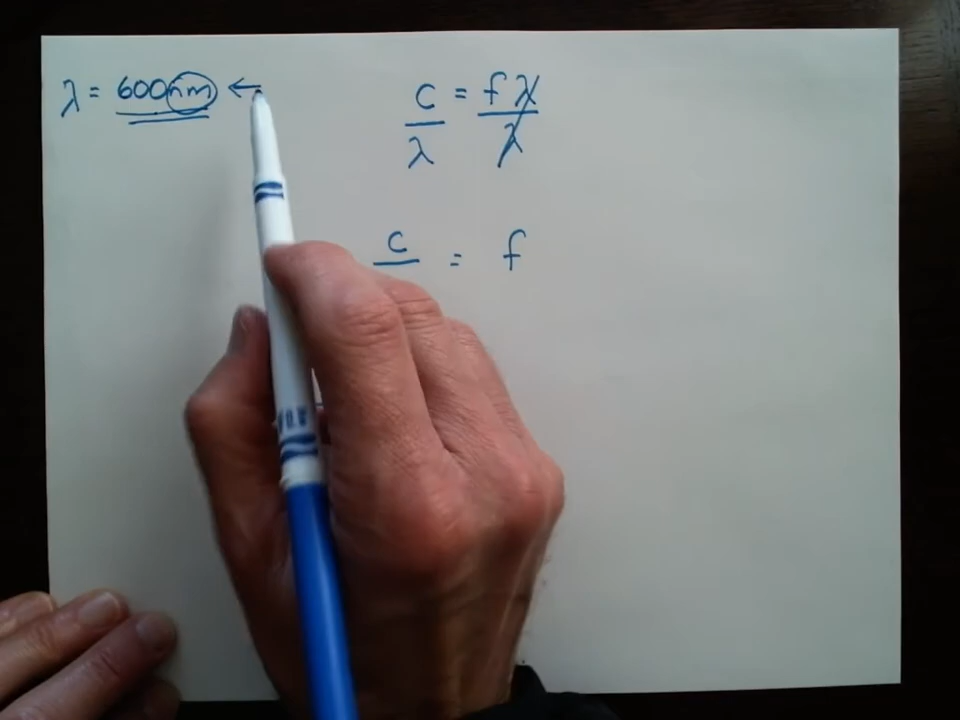 λ = 600nm ←
c = fλ
λ λ
c = f